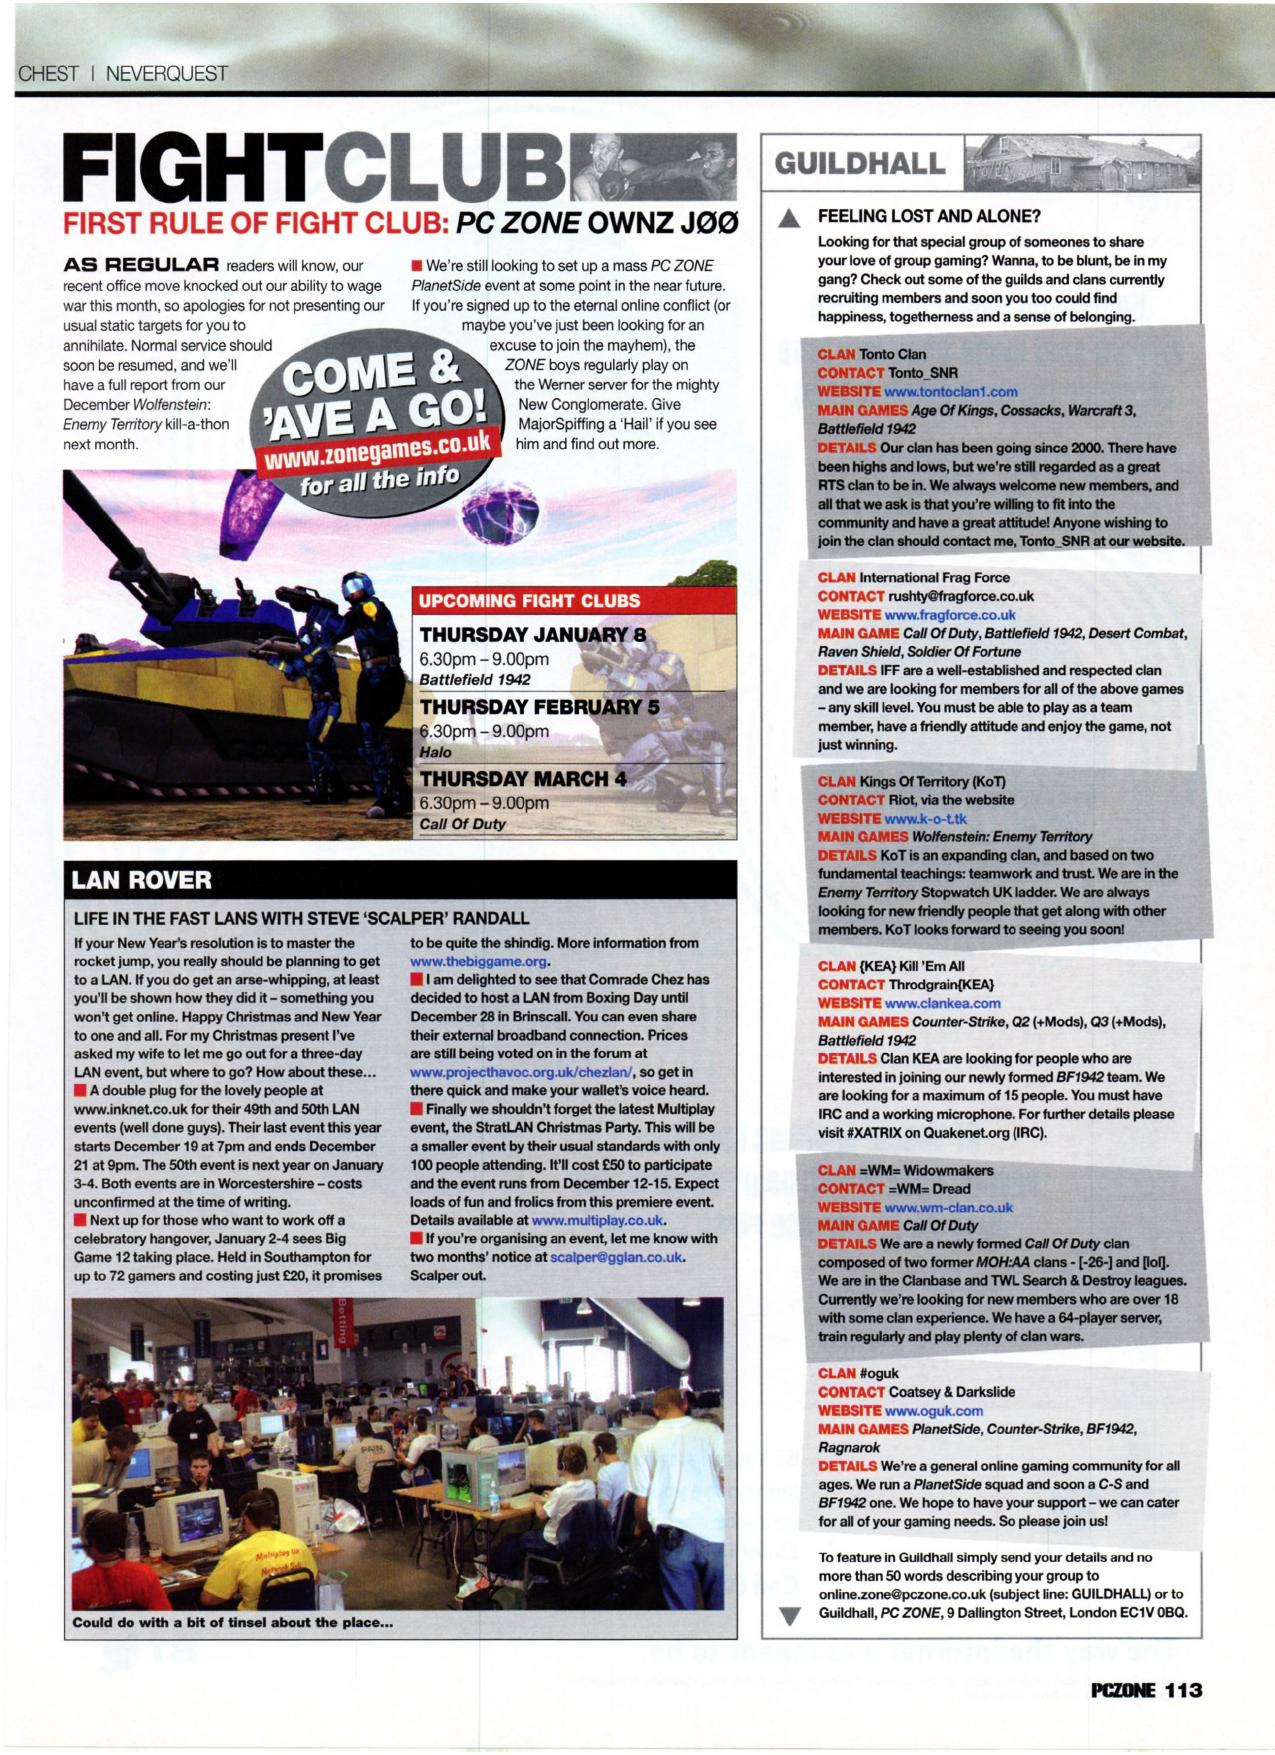 CHEST | NEVERQUEST
FIGHTCLUB
FIRST RULE OF FIGHT CLUB: PC ZONE OWNZ JØØ
AS REGULAR readers will know, our
recent office move knocked out our ability to wage
war this month, so apologies for not presenting our
usual static targets for you to
annihilate. Normal service should
soon be resumed, and we'll
have a full report from our
December Wolfenstein:
Enemy Territory kill-a-thon
next month.
■ We're still looking to set up a mass PC ZONE
PlanetSide event at some point in the near future.
If you're signed up to the eternal online conflict (or
maybe you've just been looking for an
excuse to join the mayhem), the
ZONE boys regularly play on
the Werner server for the mighty
New Conglomerate. Give
MajorSpiffing a 'Hail' if you see
him and find out more.
COME &
'AVE A GO!
www.zonegames.co.uk
for all the info
UPCOMING FIGHT CLUBS
THURSDAY JANUARY 8
6.30pm – 9.00pm
Battlefield 1942
THURSDAY FEBRUARY 5
6.30pm – 9.00pm
Halo
THURSDAY MARCH 4
6.30pm – 9.00pm
Call Of Duty
LAN ROVER
LIFE IN THE FAST LANS WITH STEVE 'SCALPER' RANDALL
If your New Year's resolution is to master the
rocket jump, you really should be planning to get
to a LAN. If you do get an arse-whipping, at least
you'll be shown how they did it – something you
won't get online. Happy Christmas and New Year
to one and all. For my Christmas present I've
asked my wife to let me go out for a three-day
LAN event, but where to go? How about these...
■ A double plug for the lovely people at
www.inknet.co.uk for their 49th and 50th LAN
events (well done guys). Their last event this year
starts December 19 at 7pm and ends December
21 at 9pm. The 50th event is next year on January
3-4. Both events are in Worcestershire – costs
unconfirmed at the time of writing.
■ Next up for those who want to work off a
celebratory hangover, January 2-4 sees Big
Game 12 taking place. Held in Southampton for
up to 72 gamers and costing just £20, it promises
to be quite the shindig. More information from
www.thebiggame.org.
■ I am delighted to see that Comrade Chez has
decided to host a LAN from Boxing Day until
December 28 in Brinscall. You can even share
their external broadband connection. Prices
are still being voted on in the forum at
www.projecthavoc.org.uk/chezlan/, so get in
there quick and make your wallet's voice heard.
■ Finally we shouldn't forget the latest Multiplay
event, the StratLAN Christmas Party. This will be
a smaller event by their usual standards with only
100 people attending. It'll cost £50 to participate
and the event runs from December 12-15. Expect
loads of fun and frolics from this premiere event.
Details available at www.multiplay.co.uk.
■ If you're organising an event, let me know with
two months' notice at scalper@gglan.co.uk.
Scalper out.
Betting
PAIN
Multiplay UK
Could do with a bit of tinsel about the place...
GUILDHALL
FEELING LOST AND ALONE?
Looking for that special group of someones to share
your love of group gaming? Wanna, to be blunt, be in my
gang? Check out some of the guilds and clans currently
recruiting members and soon you too could find
happiness, togetherness and a sense of belonging.
CLAN Tonto Clan
CONTACT Tonto_SNR
WEBSITE www.tontoclan1.com
MAIN GAMES Age Of Kings, Cossacks, Warcraft 3,
Battlefield 1942
DETAILS Our clan has been going since 2000. There have
been highs and lows, but we're still regarded as a great
RTS clan to be in. We always welcome new members, and
all that we ask is that you're willing to fit into the
community and have a great attitude! Anyone wishing to
join the clan should contact me, Tonto_SNR at our website.
CLAN International Frag Force
CONTACT rushty@fragforce.co.uk
WEBSITE www.fragforce.co.uk
MAIN GAME Call Of Duty, Battlefield 1942, Desert Combat,
Raven Shield, Soldier Of Fortune
DETAILS IFF are a well-established and respected clan
and we are looking for members for all of the above games
– any skill level. You must be able to play as a team
member, have a friendly attitude and enjoy the game, not
just winning.
CLAN Kings Of Territory (KoT)
CONTACT Riot, via the website
WEBSITE www.k-o-t.tk
MAIN GAMES Wolfenstein: Enemy Territory
DETAILS KoT is an expanding clan, and based on two
fundamental teachings: teamwork and trust. We are in the
Enemy Territory Stopwatch UK ladder. We are always
looking for new friendly people that get along with other
members. KoT looks forward to seeing you soon!
CLAN {KEA} Kill 'Em All
CONTACT Throdgrain{KEA}
WEBSITE www.clankea.com
MAIN GAMES Counter-Strike, Q2 (+Mods), Q3 (+Mods),
Battlefield 1942
DETAILS Clan KEA are looking for people who are
interested in joining our newly formed BF1942 team. We
are looking for a maximum of 15 people. You must have
IRC and a working microphone. For further details please
visit #XATRIX on Quakenet.org (IRC).
CLAN =WM= Widowmakers
CONTACT =WM= Dread
WEBSITE www.wm-clan.co.uk
MAIN GAME Call Of Duty
DETAILS We are a newly formed Call Of Duty clan
composed of two former MOH:AA clans - [-26-] and [lol].
We are in the Clanbase and TWL Search & Destroy leagues.
Currently we're looking for new members who are over 18
with some clan experience. We have a 64-player server,
train regularly and play plenty of clan wars.
CLAN #oguk
CONTACT Coatsey & Darkslide
WEBSITE www.oguk.com
MAIN GAMES PlanetSide, Counter-Strike, BF1942,
Ragnarok
DETAILS We're a general online gaming community for all
ages. We run a PlanetSide squad and soon a C-S and
BF1942 one. We hope to have your support – we can cater
for all of your gaming needs. So please join us!
To feature in Guildhall simply send your details and no
more than 50 words describing your group to
online.zone@pczone.co.uk (subject line: GUILDHALL) or to
Guildhall, PC ZONE, 9 Dallington Street, London EC1V 0BQ.
PCZONE 113